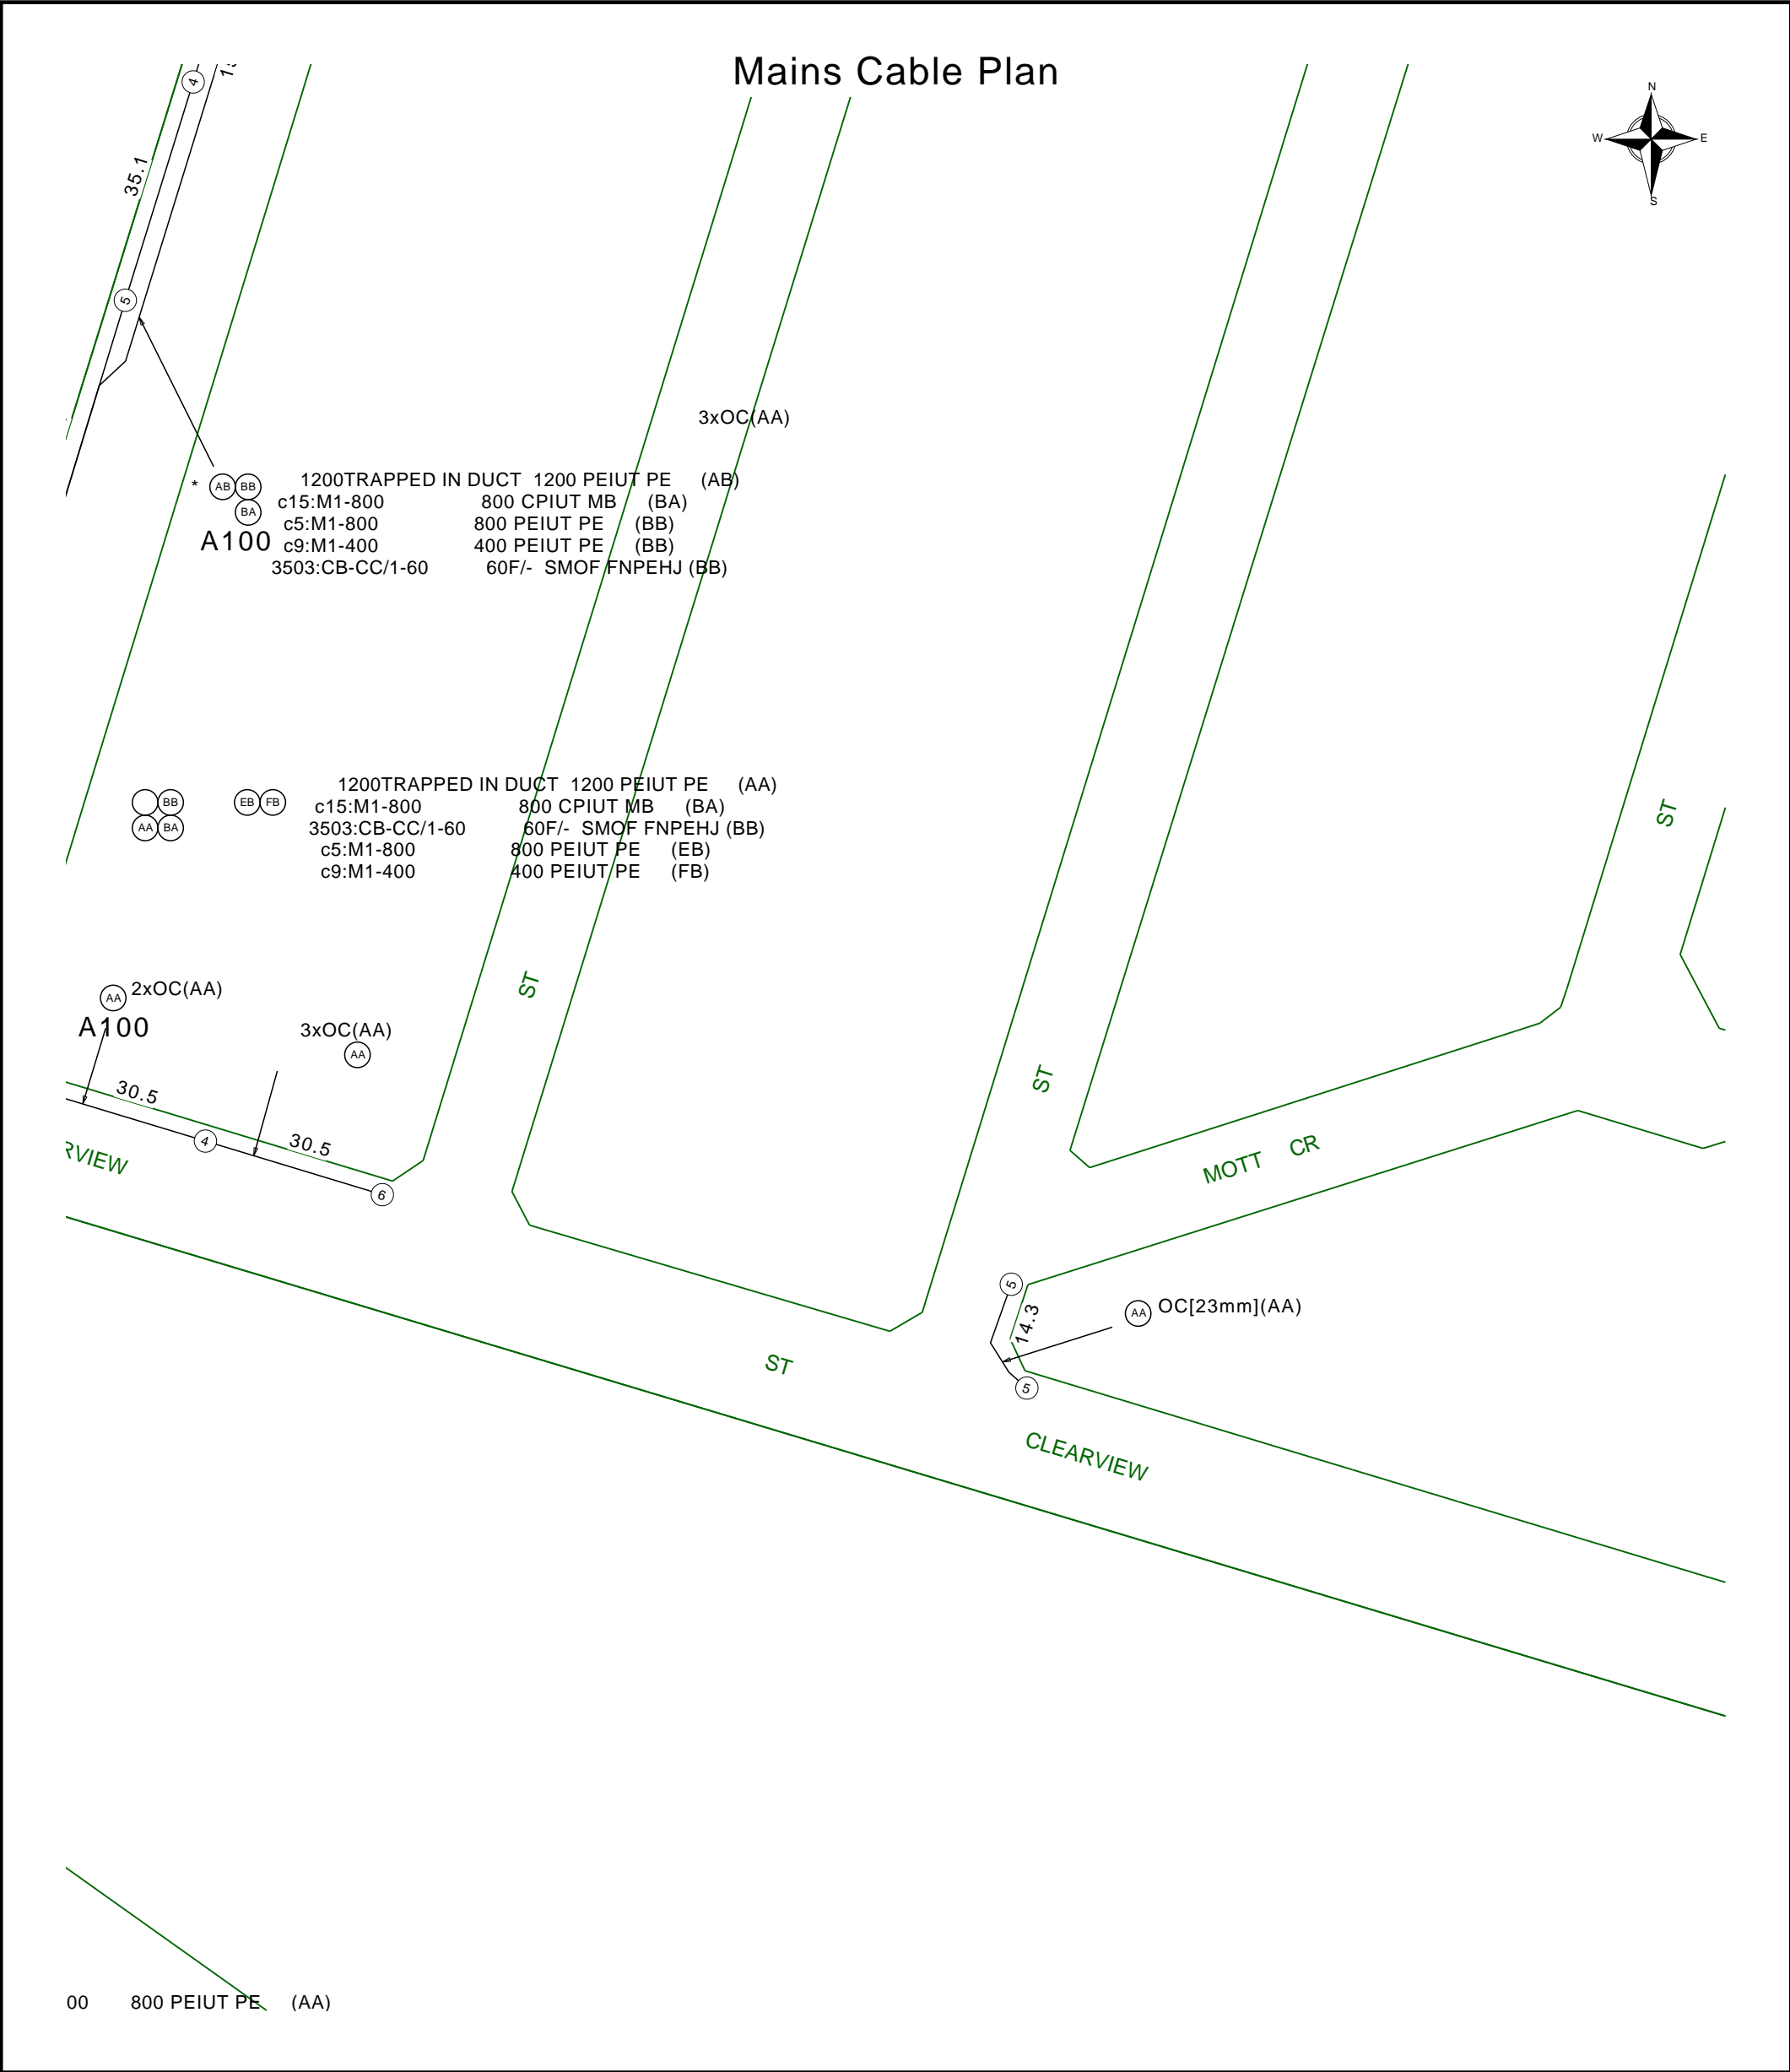 Mains Cable Plan
N
W E
S
4
35.1
5
3xOC(AA)
* AB BB 1200TRAPPED IN DUCT 1200 PEIUT PE (AB)
c15:M1-800 800 CPIUT MB (BA)
BA
c5:M1-800 800 PEIUT PE (BB)
A100 c9:M1-400 400 PEIUT PE (BB)
3503:CB-CC/1-60 60F/- SMOF FNPEHJ (BB)
1200TRAPPED IN DUCT 1200 PEIUT PE (AA)
BB EB FB c15:M1-800 800 CPIUT MB (BA)
AA BA 3503:CB-CC/1-60 60F/- SMOF FNPEHJ (BB)
c5:M1-800 800 PEIUT PE (EB)
c9:M1-400 400 PEIUT PE (FB)
ST
ST
AA 2xOC(AA)
A100
3xOC(AA)
AA
ST
30.5
4
30.5
6
RVIEW
MOTT CR
5
14.3
AA OC[23mm](AA)
5
ST
CLEARVIEW
00 800 PEIUT PE (AA)